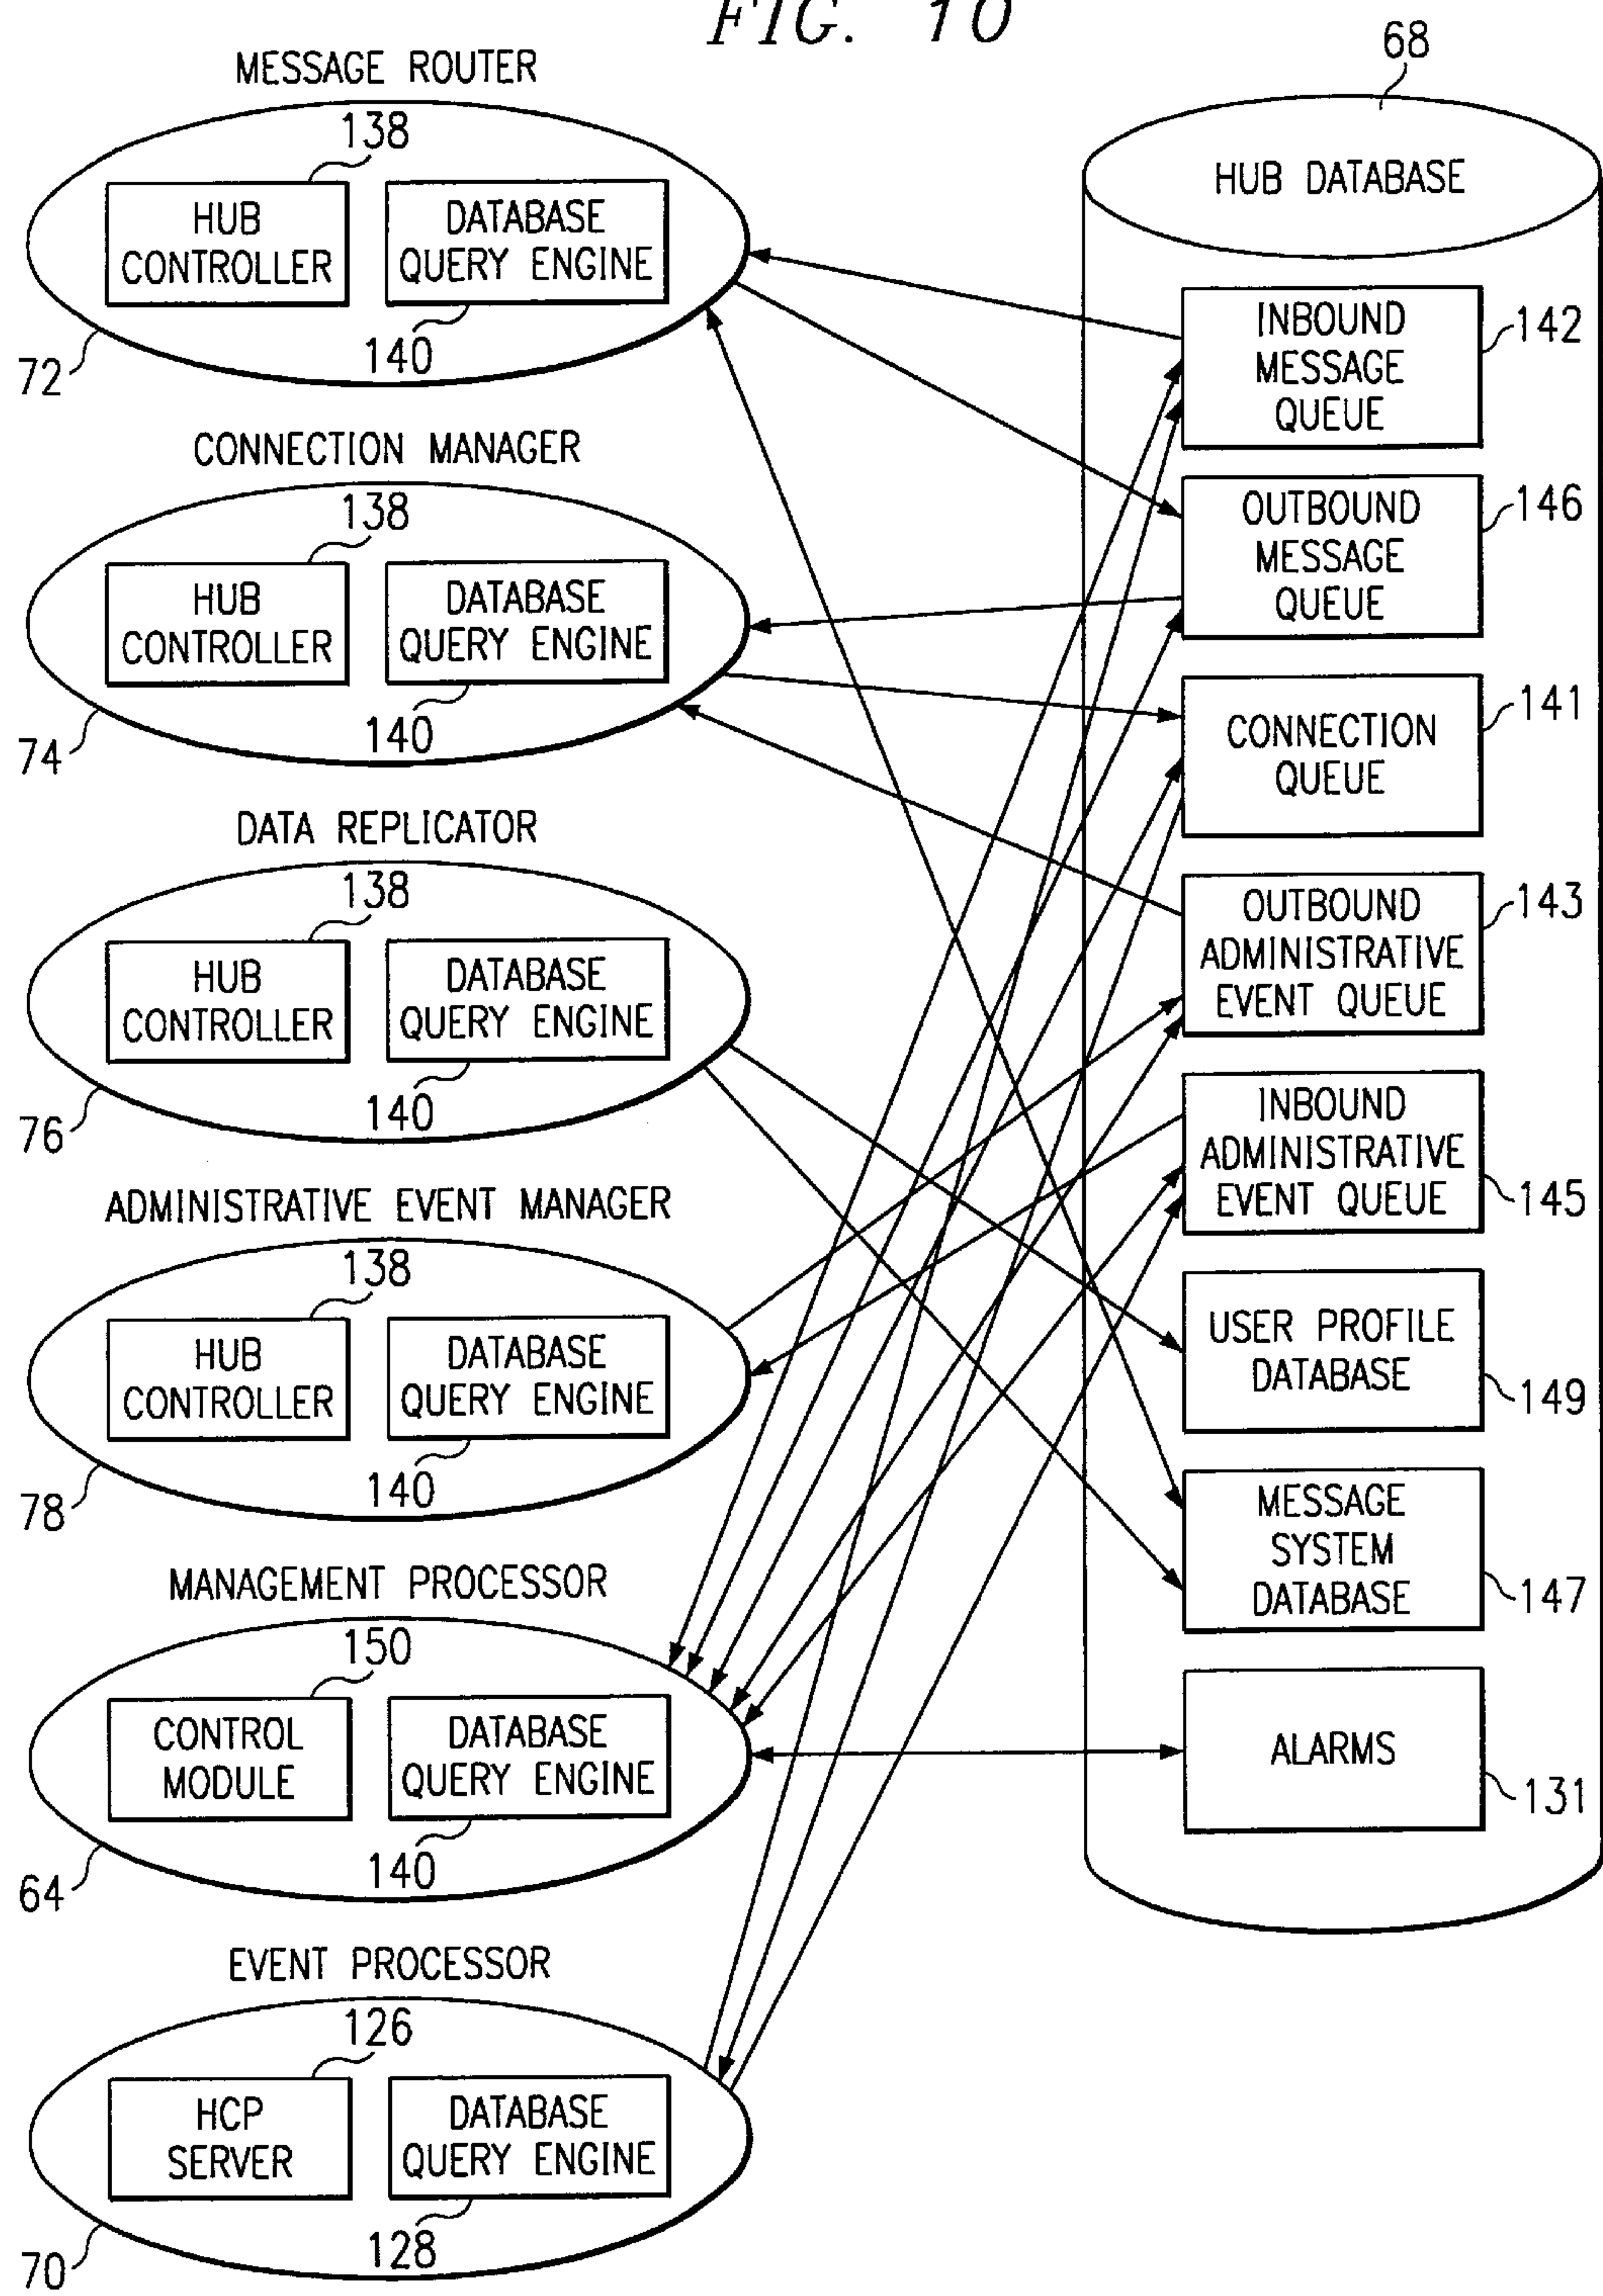 FIG. 10
MESSAGE ROUTER
138
HUB
CONTROLLER
DATABASE
QUERY ENGINE
140
72
CONNECTION MANAGER
138
HUB
CONTROLLER
DATABASE
QUERY ENGINE
140
74
DATA REPLICATOR
138
HUB
CONTROLLER
DATABASE
QUERY ENGINE
140
76
ADMINISTRATIVE EVENT MANAGER
138
HUB
CONTROLLER
DATABASE
QUERY ENGINE
140
78
MANAGEMENT PROCESSOR
150
CONTROL
MODULE
DATABASE
QUERY ENGINE
140
64
EVENT PROCESSOR
126
HCP
SERVER
DATABASE
QUERY ENGINE
128
70
68
HUB DATABASE
INBOUND
MESSAGE
QUEUE
142
OUTBOUND
MESSAGE
QUEUE
146
CONNECTION
QUEUE
141
OUTBOUND
ADMINISTRATIVE
EVENT QUEUE
143
INBOUND
ADMINISTRATIVE
EVENT QUEUE
145
USER PROFILE
DATABASE
149
MESSAGE
SYSTEM
DATABASE
147
ALARMS
131